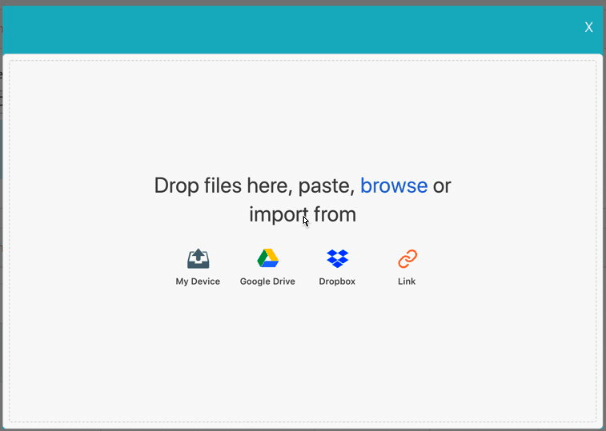 X
Drop files here, paste, browse or
import from
My Device
Google Drive
Dropbox
Link